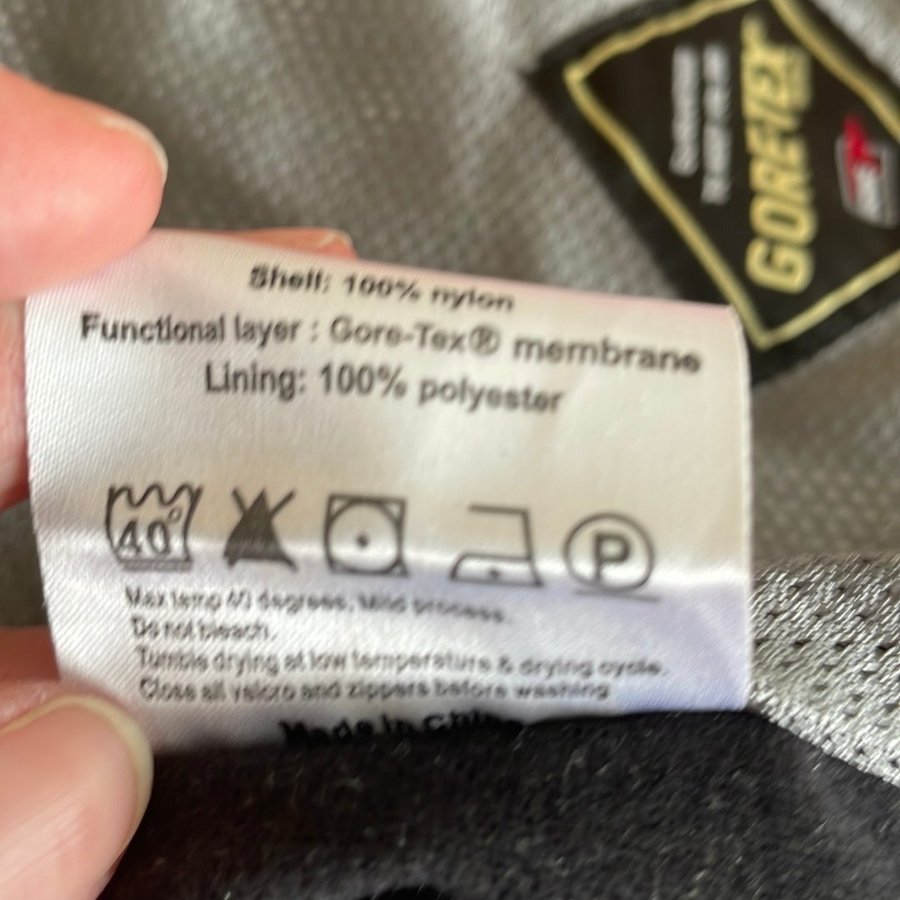 Shell: 100% nylon
Functional layer : Gore-Tex® membrane
Lining: 100% polyester
40°
P
Max temp 40 degrees, Mild process.
Do not bleach.
Tumble drying at low temperature & drying cycle.
Close all velcro and zippers before washing
Made in China
GORE-TEX